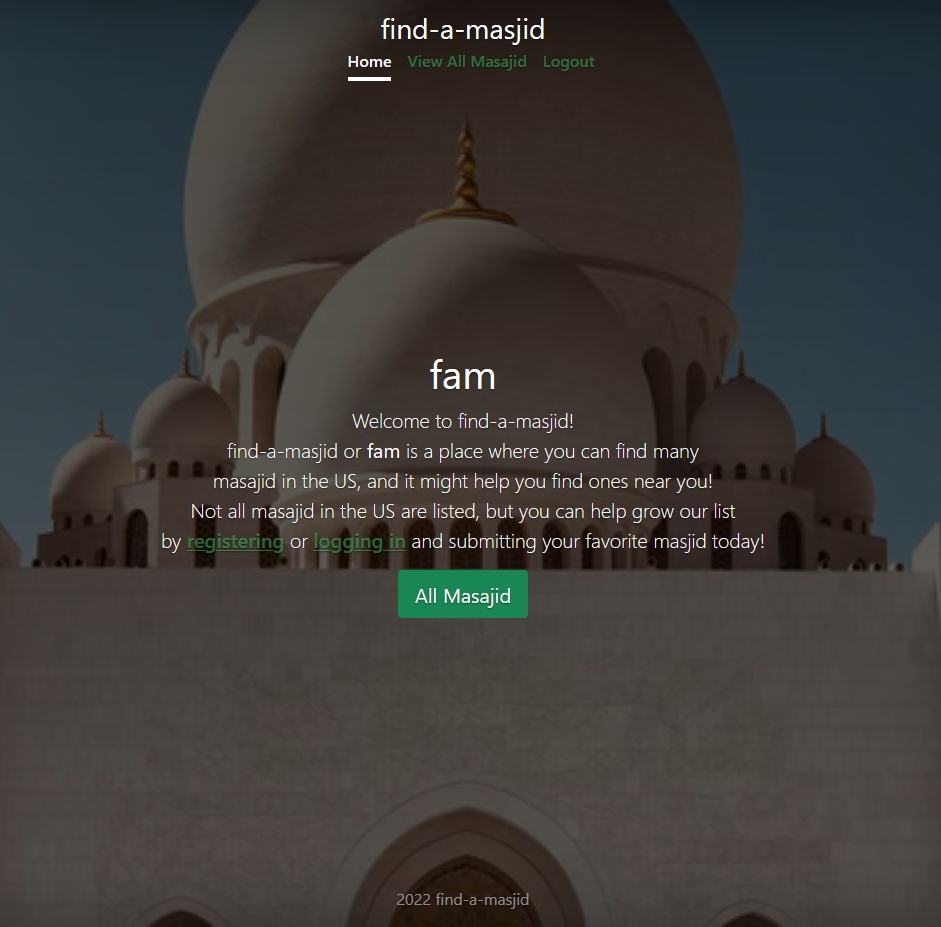 find-a-masjid
Home View All Masajid Logout
fam
Welcome to find-a-masjid!
find-a-masjid or fam is a place where you can find many
masajid in the US, and it might help you find ones near you!
Not all masajid in the US are listed, but you can help grow our list
by registering or logging in and submitting your favorite masjid today!
All Masajid
2022 find-a-masjid